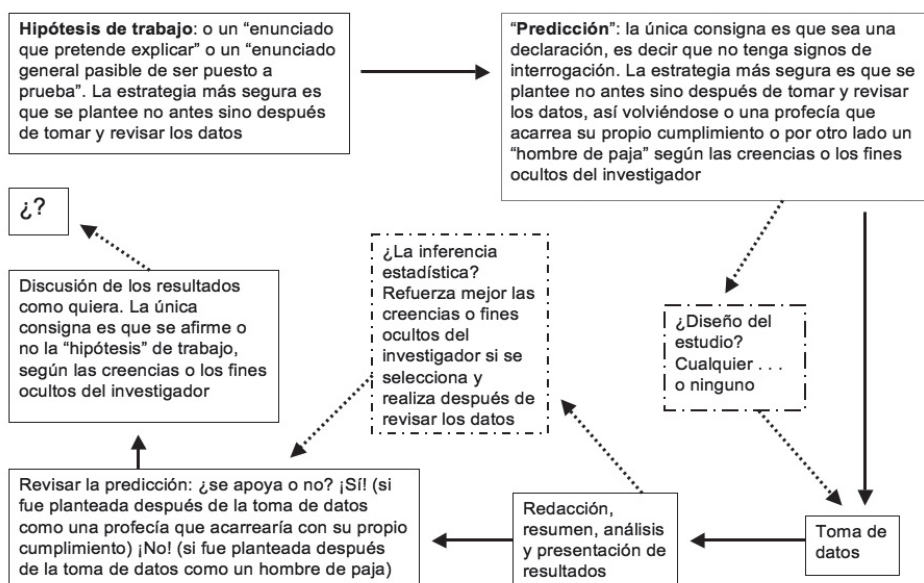 Hipótesis de trabajo: o un “enunciado
que pretende explicar” o un “enunciado
general pasible de ser puesto a
prueba”. La estrategia más segura es
que se plantee no antes sino después
de tomar y revisar los datos
“Predicción”: la única consigna es que sea una
declaración, es decir que no tenga signos de
interrogación. La estrategia más segura es que se
plantee no antes sino después de tomar y revisar
los datos, así volviéndose o una profecía que
acarrea su propio cumplimiento o por otro lado un
“hombre de paja” según las creencias o los fines
ocultos del investigador
¿?
Discusión de los resultados
como quiera. La única
consigna es que se afirme o
no la “hipótesis” de trabajo,
según las creencias o los fines
ocultos del investigador
¿La inferencia
estadística?
Refuerza mejor las
creencias o fines
ocultos del
investigador si se
selecciona y
realiza después de
revisar los datos
¿Diseño del
estudio?
Cualquier . . .
o ninguno
Revisar la predicción: ¿se apoya o no? ¡Sí! (si
fue planteada después de la toma de datos
como una profecía que acarrearía con su propio
cumplimiento) ¡No! (si fue planteada después
de la toma de datos como un hombre de paja)
Redacción,
resumen, análisis
y presentación de
resultados
Toma de
datos